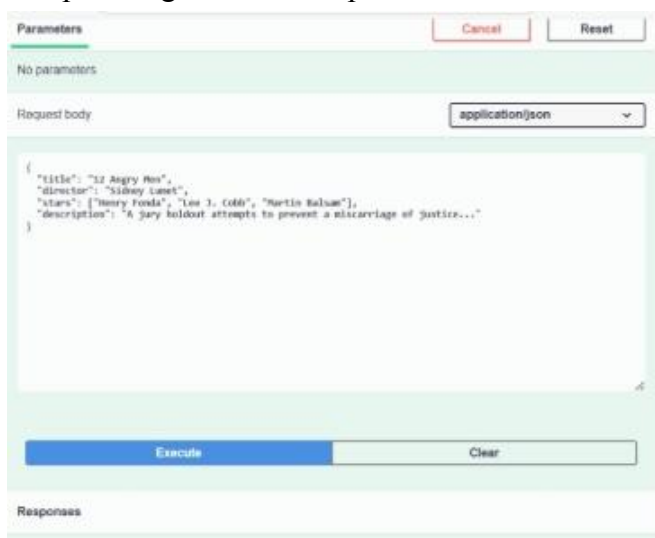 Parameters
Cancel
Reset
No parameters
Request body
application/json
{
"title": "12 Angry Men",
"director": "Sidney Lumet",
"stars": ["Henry Fonda", "Lee J. Cobb", "Martin Balsam"],
"description": "A jury holdout attempts to prevent a miscarriage of justice..."
}
Execute
Clear
Responses